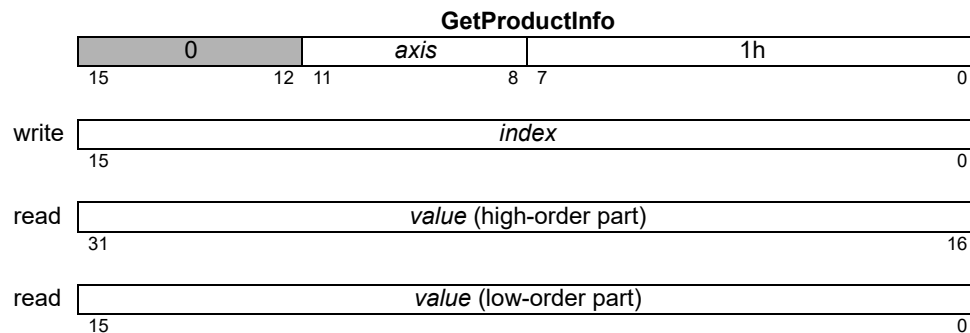 GetProductInfo
0 axis 1h
15 12 11 8 7 0
write index
15 0
read value (high-order part)
31 16
read value (low-order part)
15 0